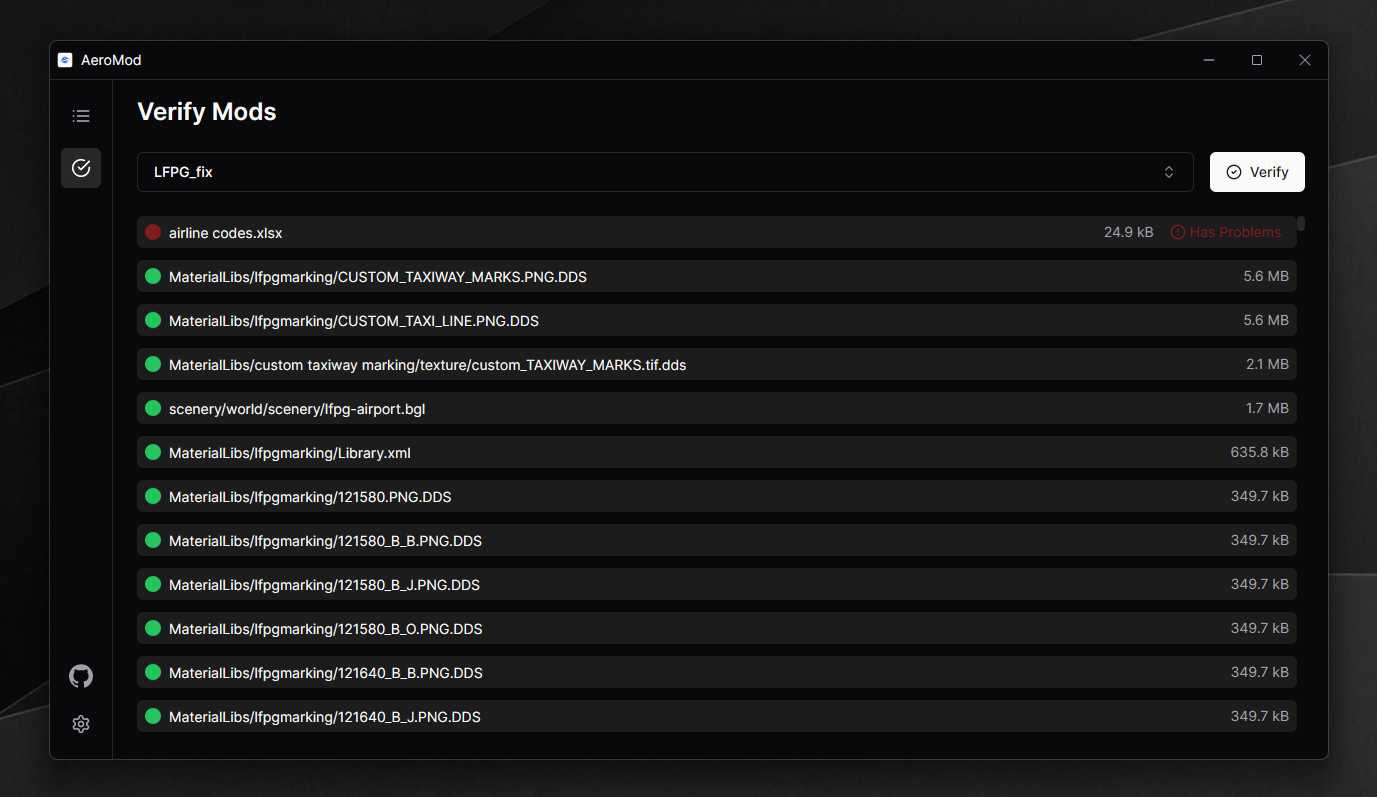 AeroMod
Verify Mods
LFPG_fix
Verify
airline codes.xlsx 24.9 kB Has Problems
MaterialLibs/lfpgmarking/CUSTOM_TAXIWAY_MARKS.PNG.DDS 5.6 MB
MaterialLibs/lfpgmarking/CUSTOM_TAXI_LINE.PNG.DDS 5.6 MB
MaterialLibs/custom taxiway marking/texture/custom_TAXIWAY_MARKS.tif.dds 2.1 MB
scenery/world/scenery/lfpg-airport.bgl 1.7 MB
MaterialLibs/lfpgmarking/Library.xml 635.8 kB
MaterialLibs/lfpgmarking/121580.PNG.DDS 349.7 kB
MaterialLibs/lfpgmarking/121580_B_B.PNG.DDS 349.7 kB
MaterialLibs/lfpgmarking/121580_B_J.PNG.DDS 349.7 kB
MaterialLibs/lfpgmarking/121580_B_O.PNG.DDS 349.7 kB
MaterialLibs/lfpgmarking/121640_B_B.PNG.DDS 349.7 kB
MaterialLibs/lfpgmarking/121640_B_J.PNG.DDS 349.7 kB